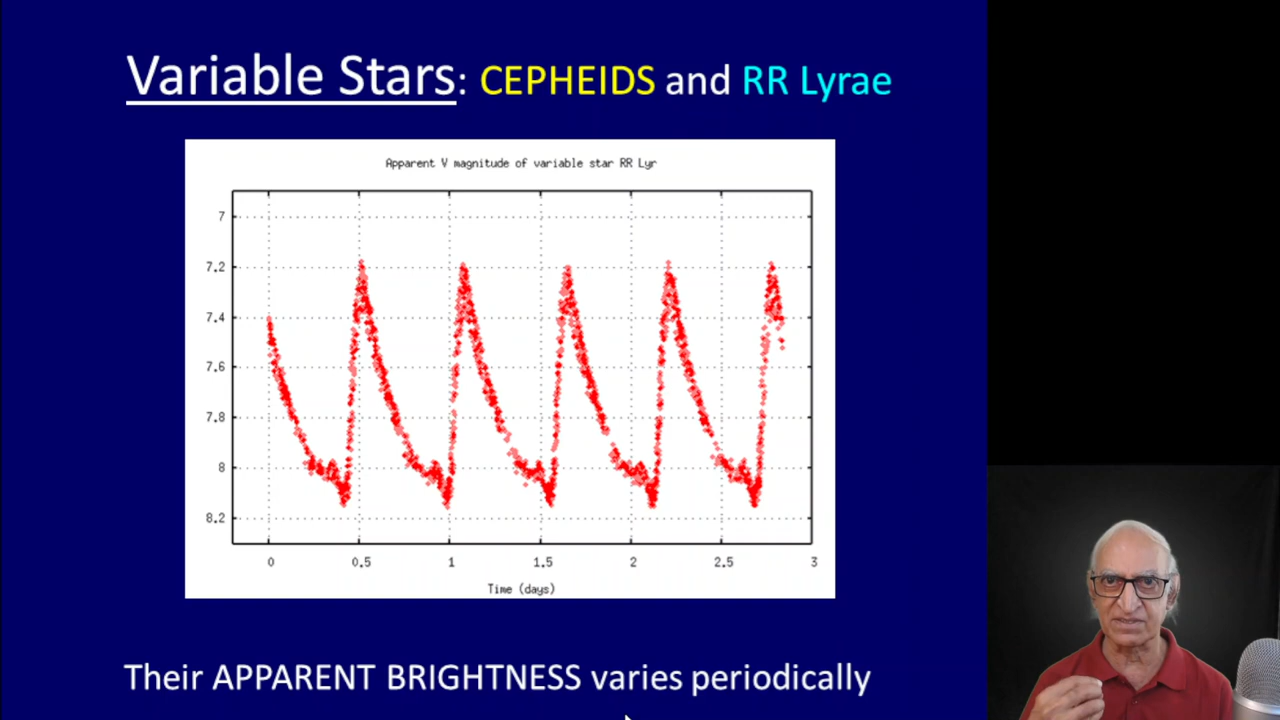 Variable Stars: CEPHEIDS and RR Lyrae
Apparent V magnitude of variable star RR Lyr
7
7.2
7.4
7.6
7.8
8
8.2
0 0.5 1 1.5 2 2.5 3
Time (days)
Their APPARENT BRIGHTNESS varies periodically